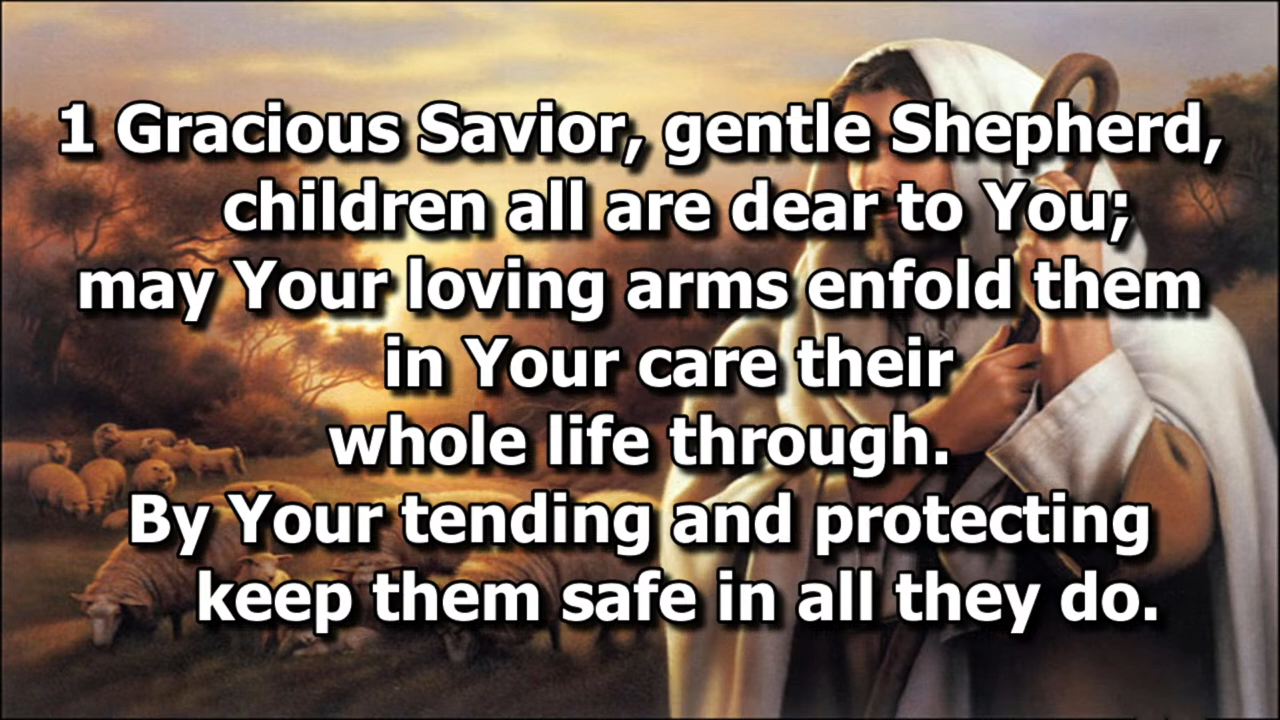 1 Gracious Savior, gentle Shepherd,
children all are dear to You;
may Your loving arms enfold them
in Your care their
whole life through.
By Your tending and protecting
keep them safe in all they do.